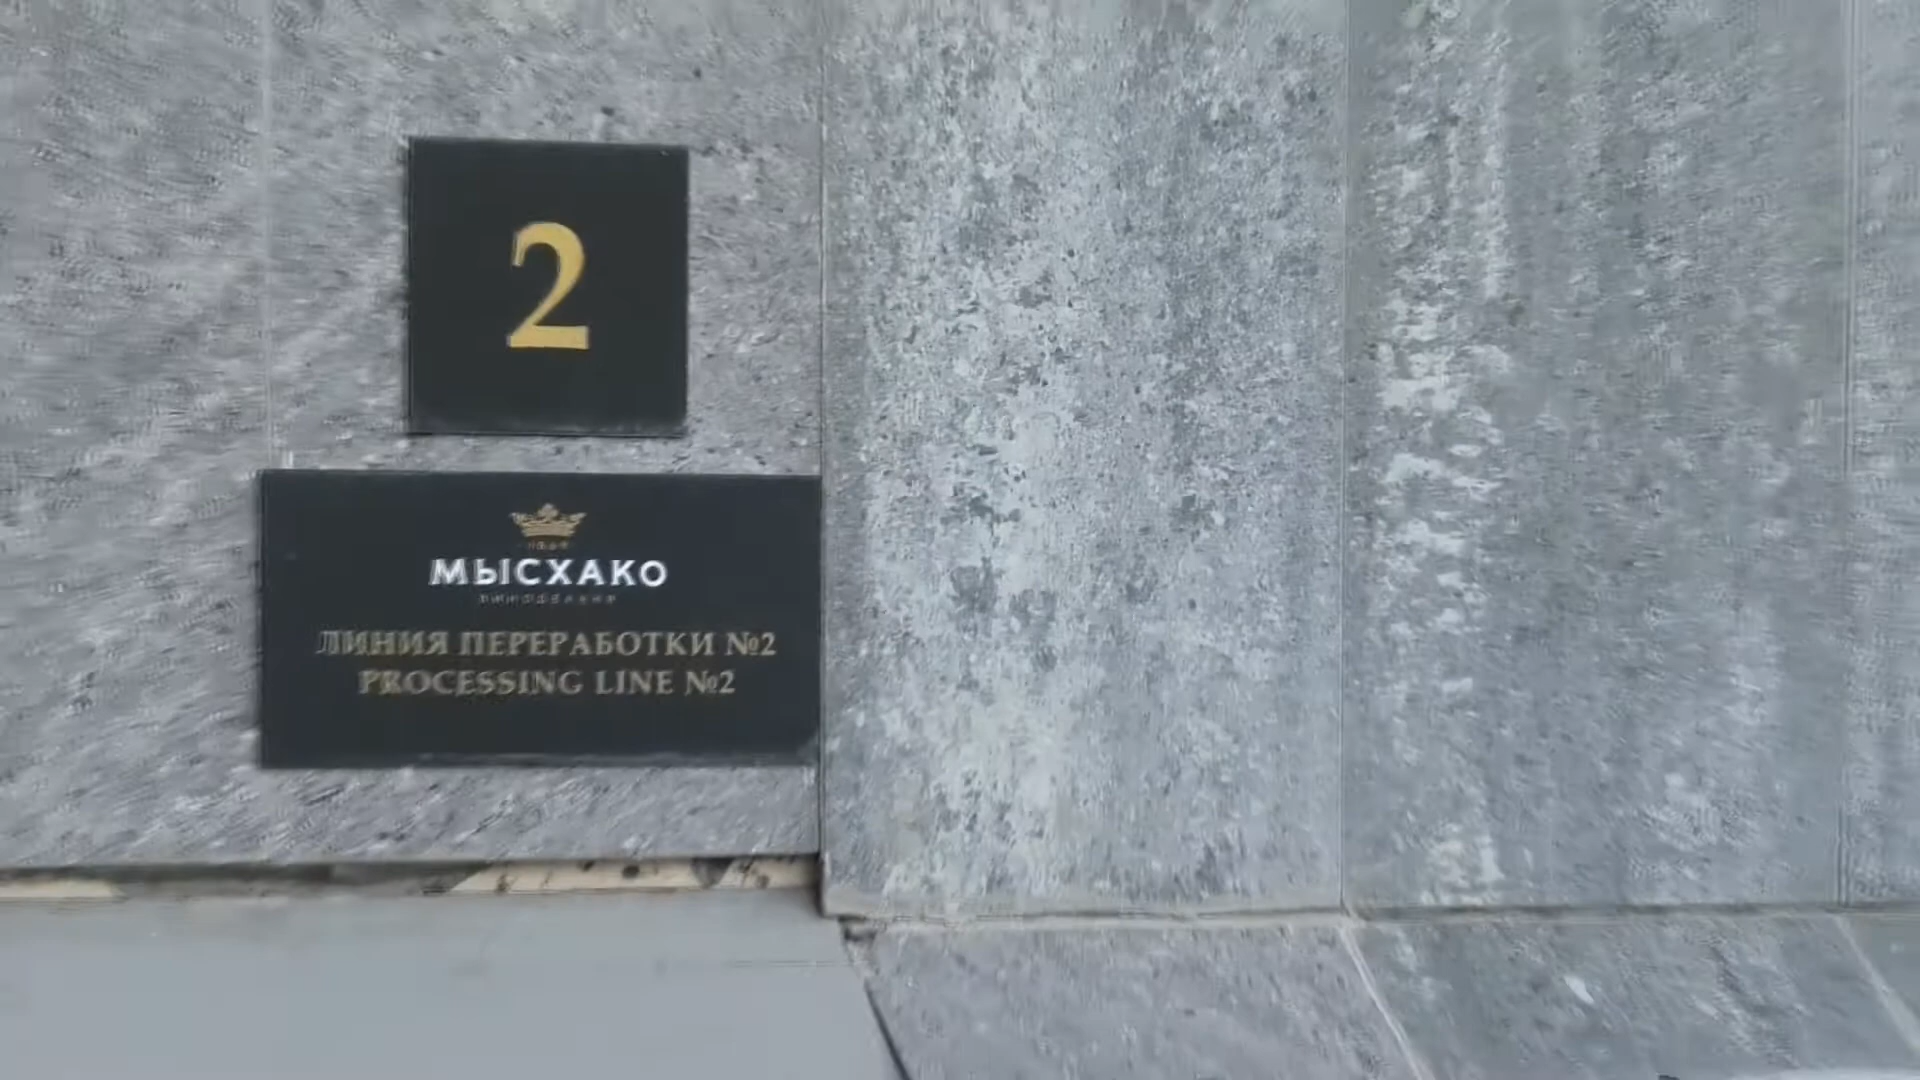 2
МЫСХАКО
ЛИНИЯ ПЕРЕРАБОТКИ №2
PROCESSING LINE №2